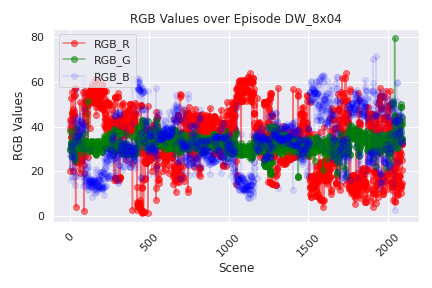 RGB Values over Episode DW_8x04
RGB_R
RGB_G
RGB_B
RGB Values
80
60
40
20
0
0
500
1000
1500
2000
Scene